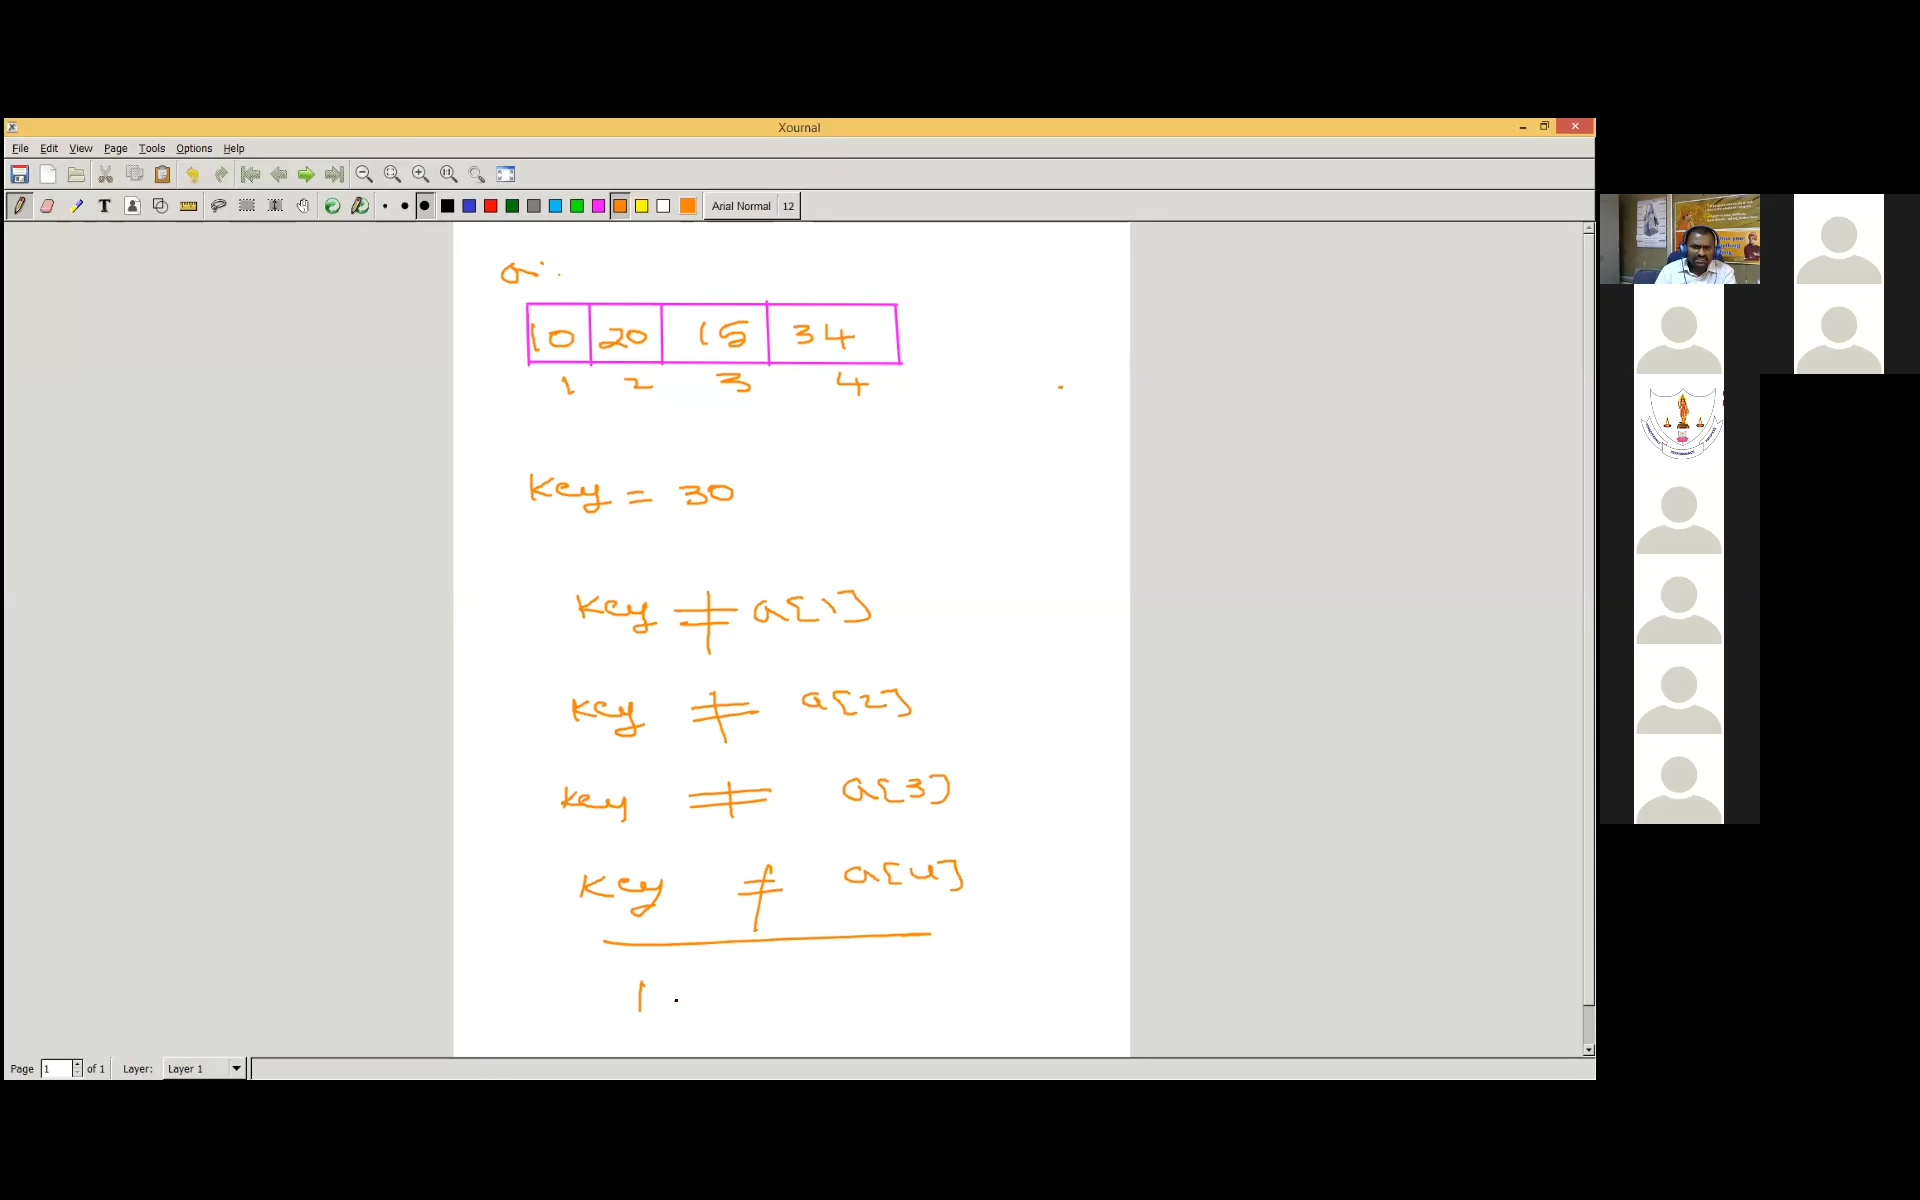 Xournal
File Edit View Page Tools Options Help
Arial Normal 12
a:
10 20 15 34
1 2 3 4
Key = 30
Key ≠ a[1]
Key ≠ a[2]
Key ≠ a[3]
Key ≠ a[4]
Page 1 of 1 Layer: Layer 1